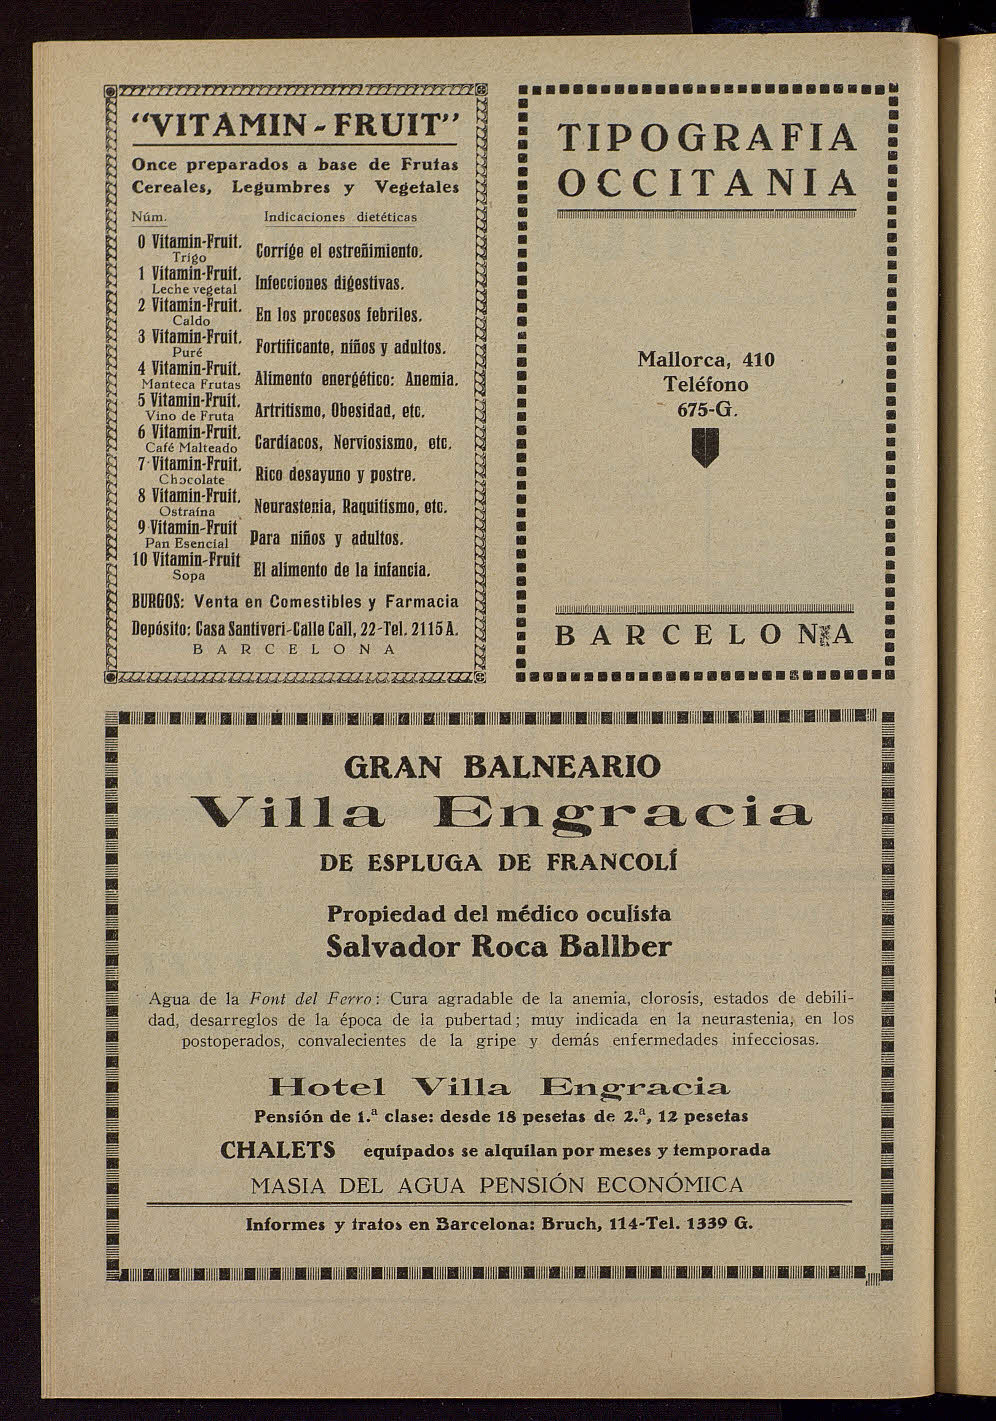 "VITAMIN-FRUIT"
Once preparados a base de Frutas
Cereales, Legumbres y Vegetales
Núm. Indicaciones dietéticas
0 Vitamin-Fruit. Corrige el estreñimiento.
Trigo
1 Vitamin-Fruit. Infecciones digestivas.
Leche vegetal
2 Vitamin-Fruit. En los procesos febriles.
Caldo
3 Vitamin-Fruit. Fortificante, niños y adultos.
Puré
4 Vitamin-Fruit. Alimento energético: Anemia.
Manteca Frutas
5 Vitamin-Fruit. Artritismo, Obesidad, etc.
Vino de Fruta
6 Vitamin-Fruit. Cardíacos, Nerviosismo, etc.
Café Malteado
7 Vitamin-Fruit. Rico desayuno y postre.
Chocolate
8 Vitamin-Fruit. Neurastenia, Raquitismo, etc.
Ostraína
9 Vitamin-Fruit Para niños y adultos.
Pan Esencial
10 Vitamin-Fruit El alimento de la infancia.
Sopa
BURGOS: Venta en Comestibles y Farmacia
Depósito: Casa Santiveri-Calle Call, 22-Tel. 2115 A.
BARCELONA
TIPOGRAFIA
OCCITANIA
Mallorca, 410
Teléfono
675-G.
BARCELONA
GRAN BALNEARIO
Villa Engracia
DE ESPLUGA DE FRANCOLÍ
Propiedad del médico oculista
Salvador Roca Ballber
Agua de la Font del Ferro: Cura agradable de la anemia, clorosis, estados de debili-
dad, desarreglos de la época de la pubertad; muy indicada en la neurastenia, en los
postoperados, convalecientes de la gripe y demás enfermedades infecciosas.
Hotel Villa Engracia
Pensión de 1.ª clase: desde 18 pesetas de 2.ª, 12 pesetas
CHALETS equipados se alquilan por meses y temporada
MASIA DEL AGUA PENSIÓN ECONÓMICA
Informes y tratos en Barcelona: Bruch, 114-Tel. 1339 G.